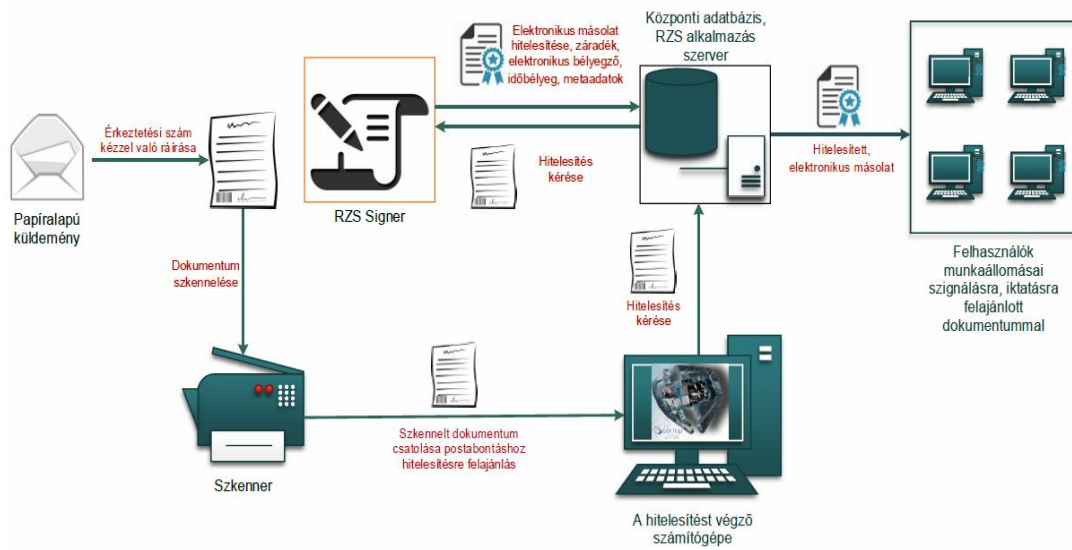 Elektronikus másolat
hitelesítése, záradék,
elektronikus bélyegző,
időbélyeg, metaadatok
Központi adatbázis,
RZS alkalmazás
szerver
Érkeztetési szám
kézzel való ráírása
Hitelesítés
kérése
Hitelesített,
elektronikus másolat
Papíralapú
küldemény
RZS Signer
Dokumentum
szkennelése
Hitelesítés
kérése
Felhasználók
munkaállomásai
szignálásra, iktatásra
felajánlott
dokumentummal
Szkennelt dokumentum
csatolása postabontáshoz
hitelesítésre felajánlás
Szkenner
A hitelesítést végző
számítógépe